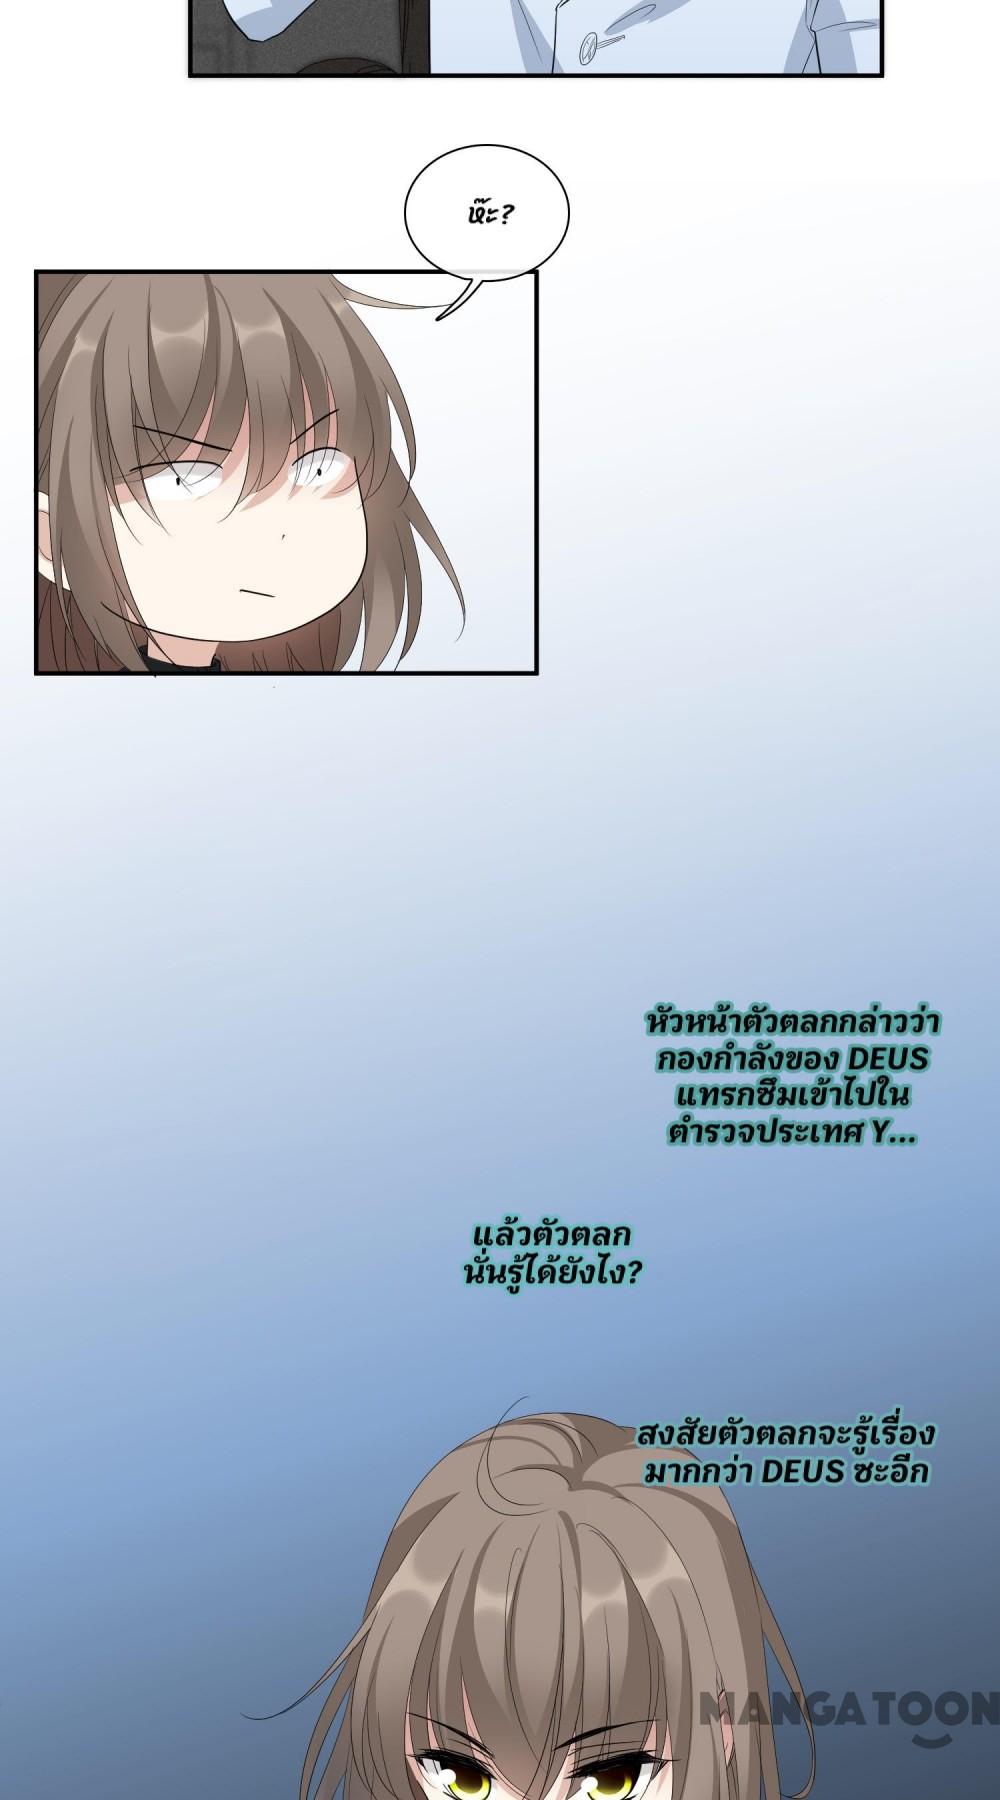 ห๊ะ?
หัวหน้าตัวตลกกล่าวว่า
กองกำลังของ DEUS
แทรกซึมเข้าไปใน
ตำรวจประเทศ Y...
แล้วตัวตลก
นั่นรู้ได้ยังไง?
สงสัยตัวตลกจะรู้เรื่อง
มากกว่า DEUS ซะอีก
MANGATOON